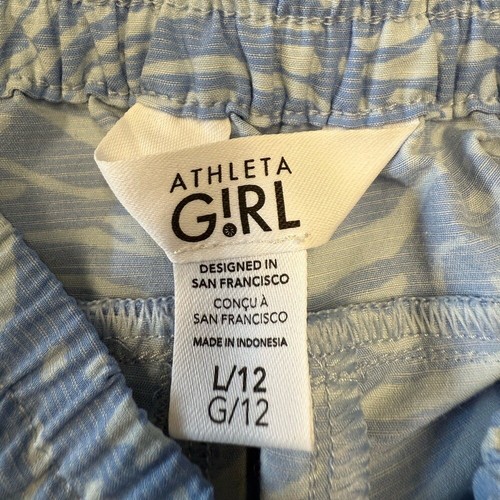 ATHLETA
G!RL
DESIGNED IN
SAN FRANCISCO
CONÇU À
SAN FRANCISCO
MADE IN INDONESIA
L/12
G/12